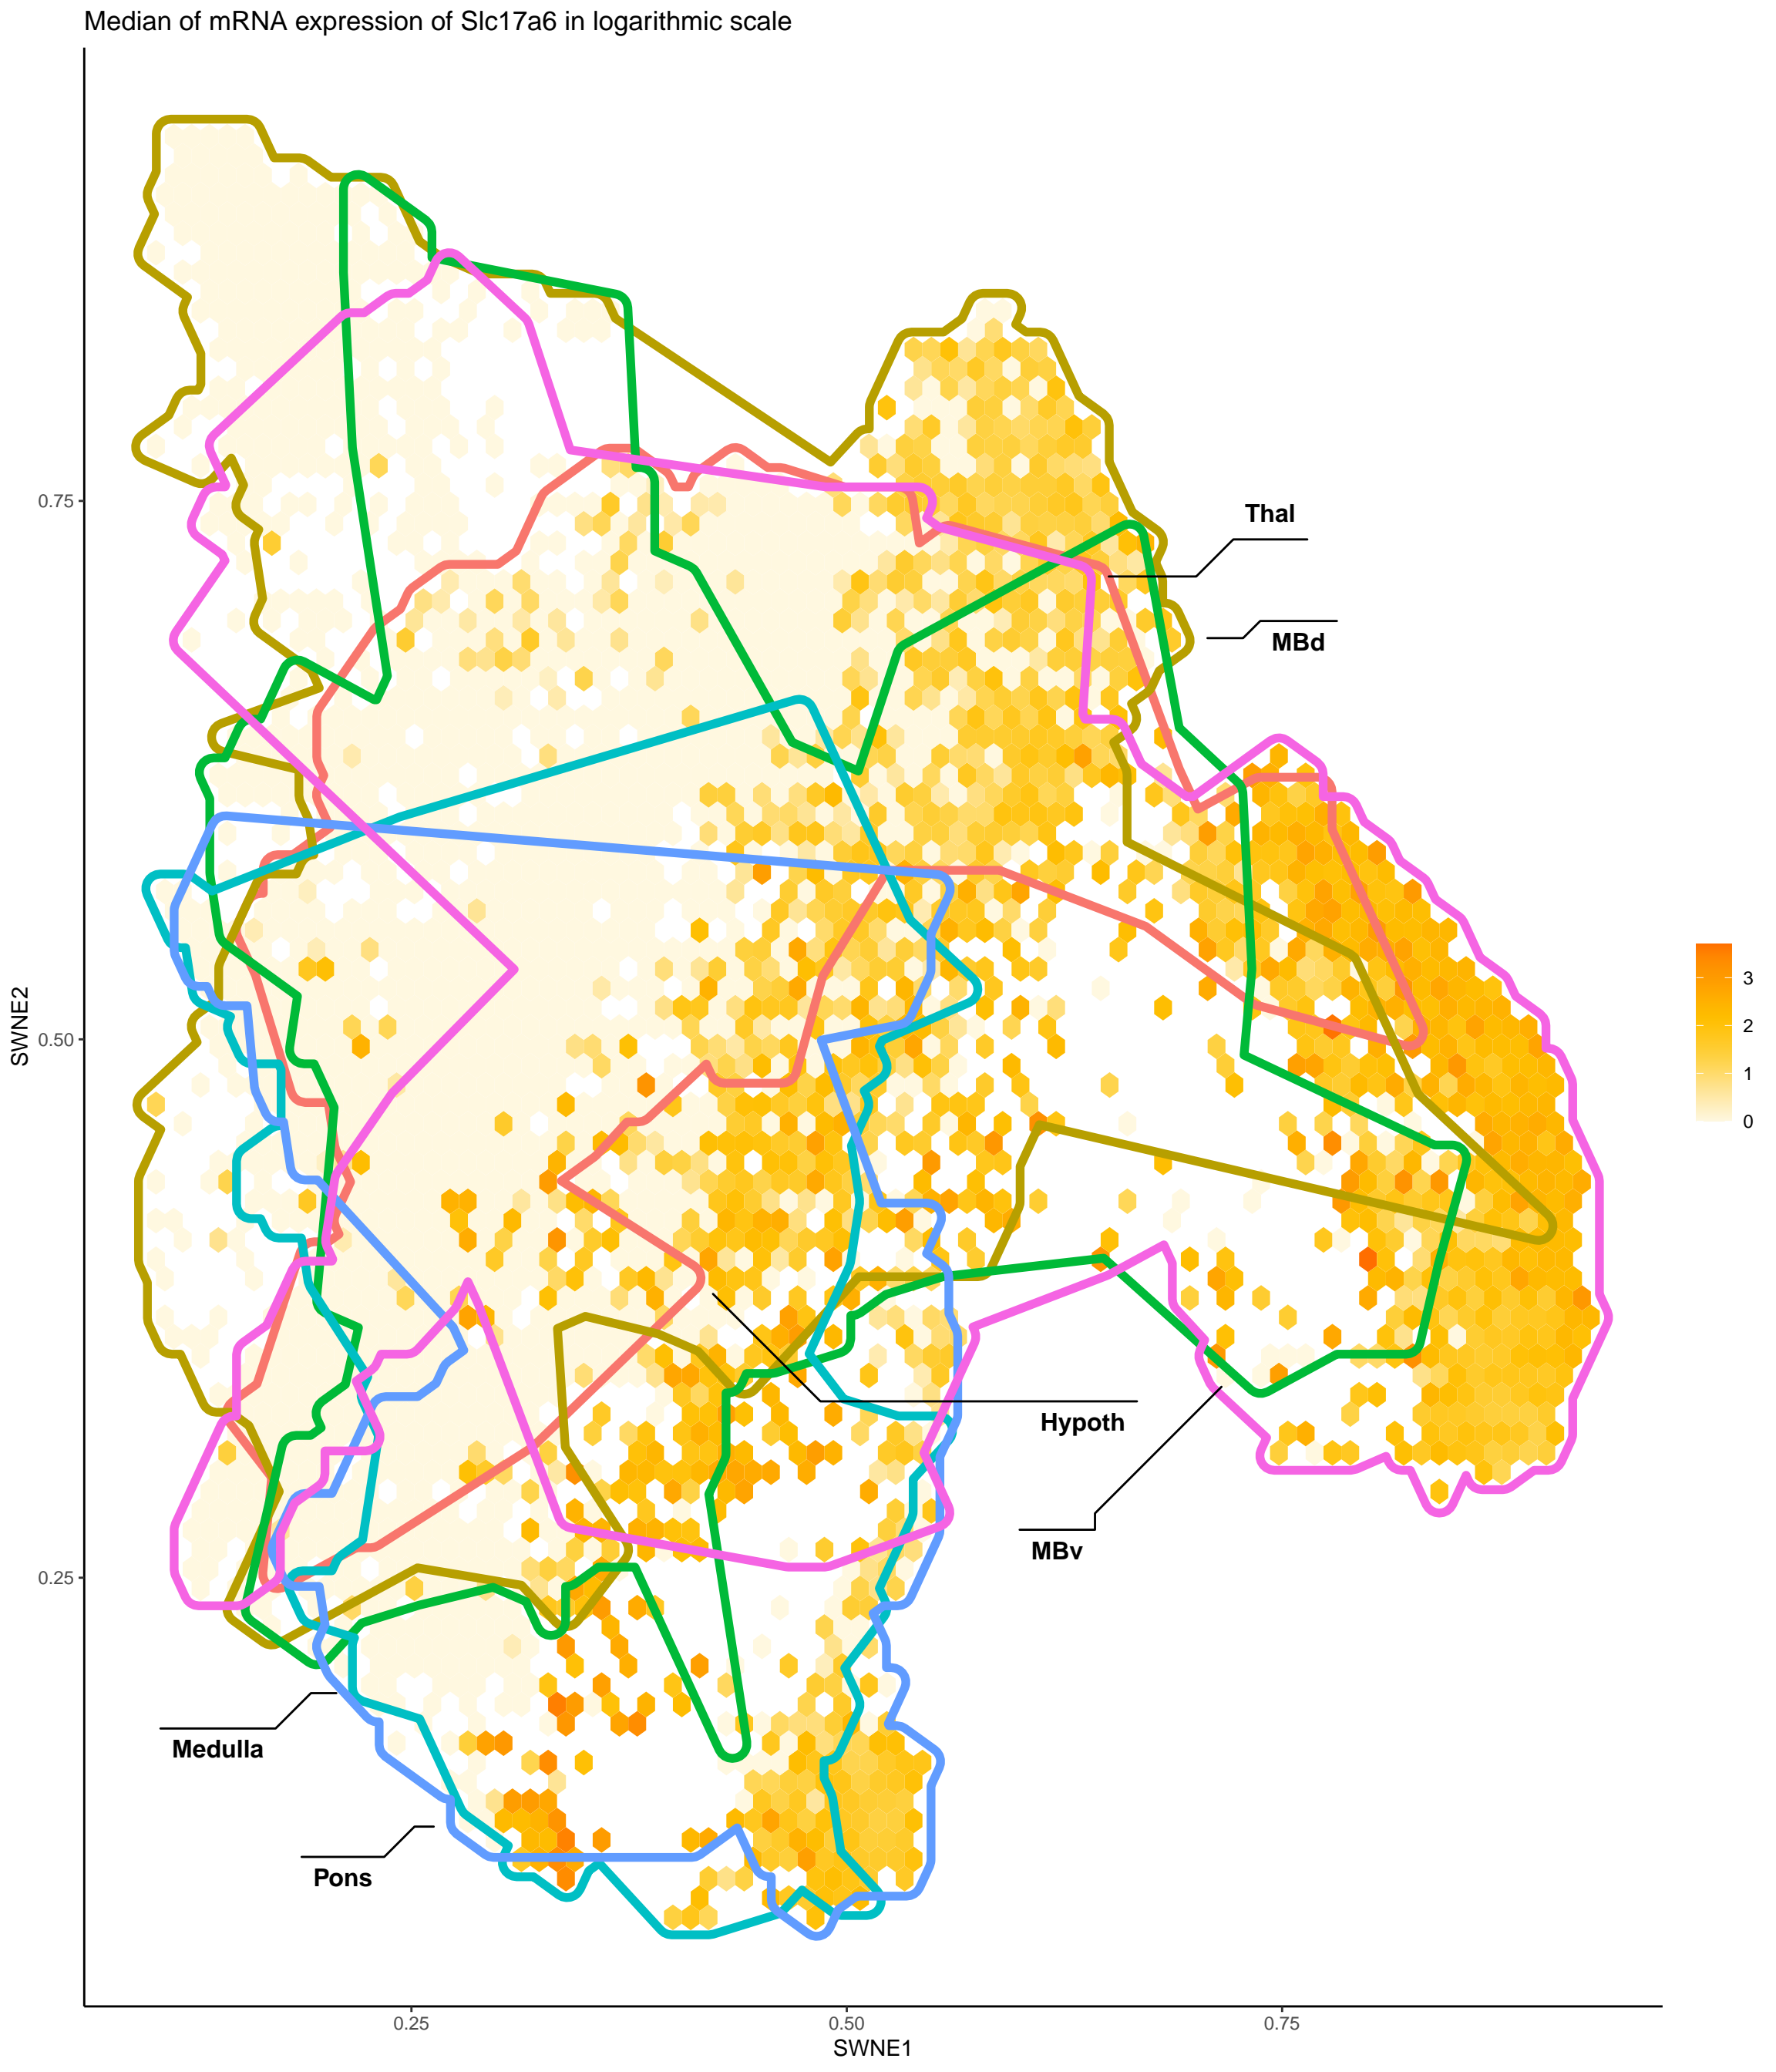 Median of mRNA expression of Slc17a6 in logarithmic scale
Thal
MBd
0.75
SWNE2
0.50
3
2
1
0
Hypoth
MBv
0.25
Medulla
Pons
0.25
0.50
0.75
SWNE1